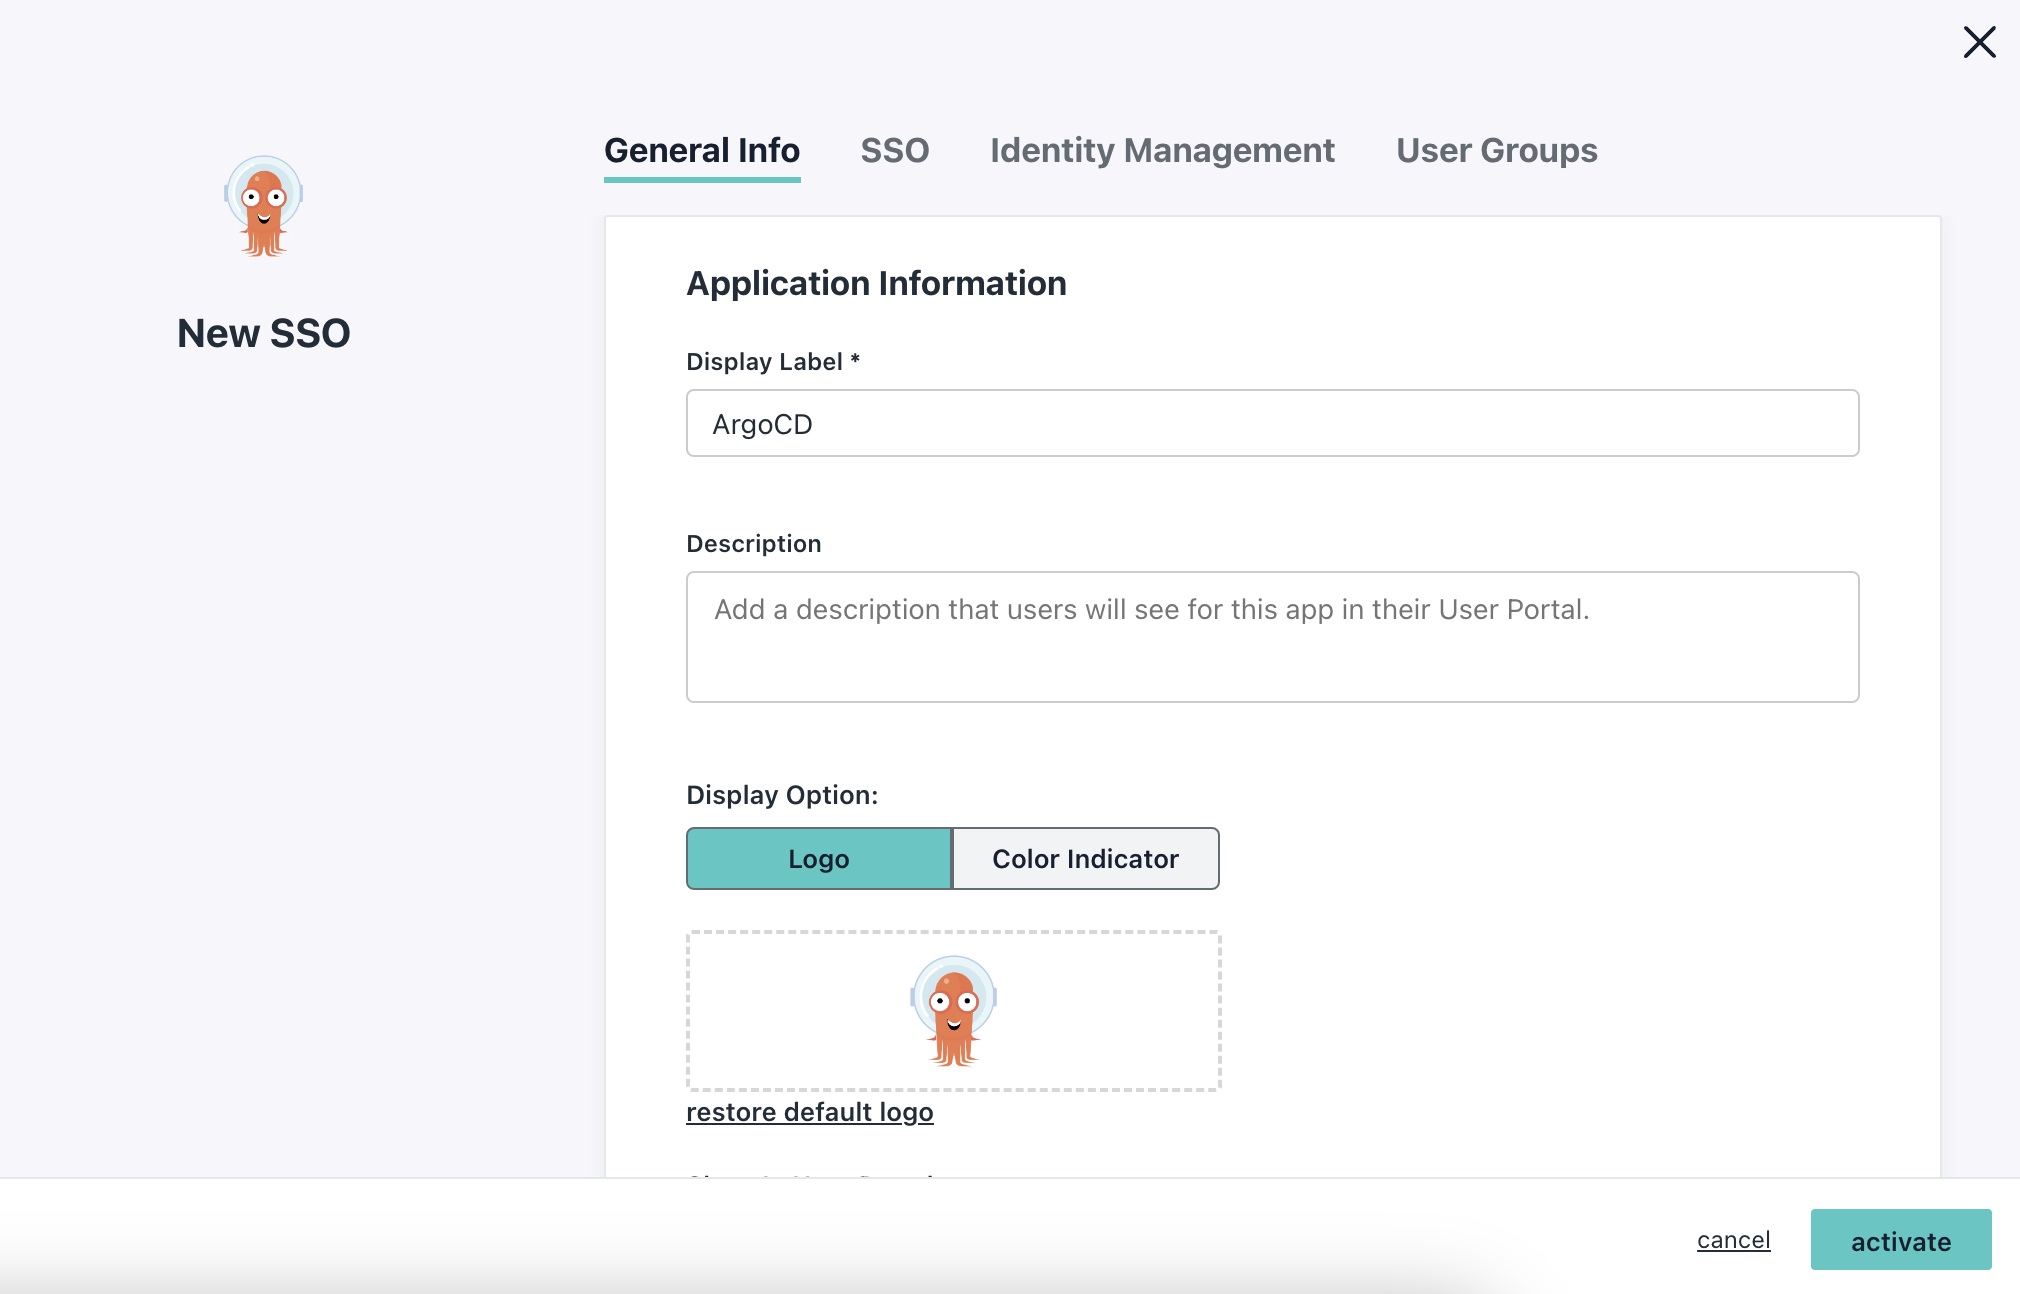 General Info
SSO
Identity Management
User Groups
New SSO
Application Information
Display Label *
ArgoCD
Description
Add a description that users will see for this app in their User Portal.
Display Option:
Logo
Color Indicator
restore default logo
cancel
activate